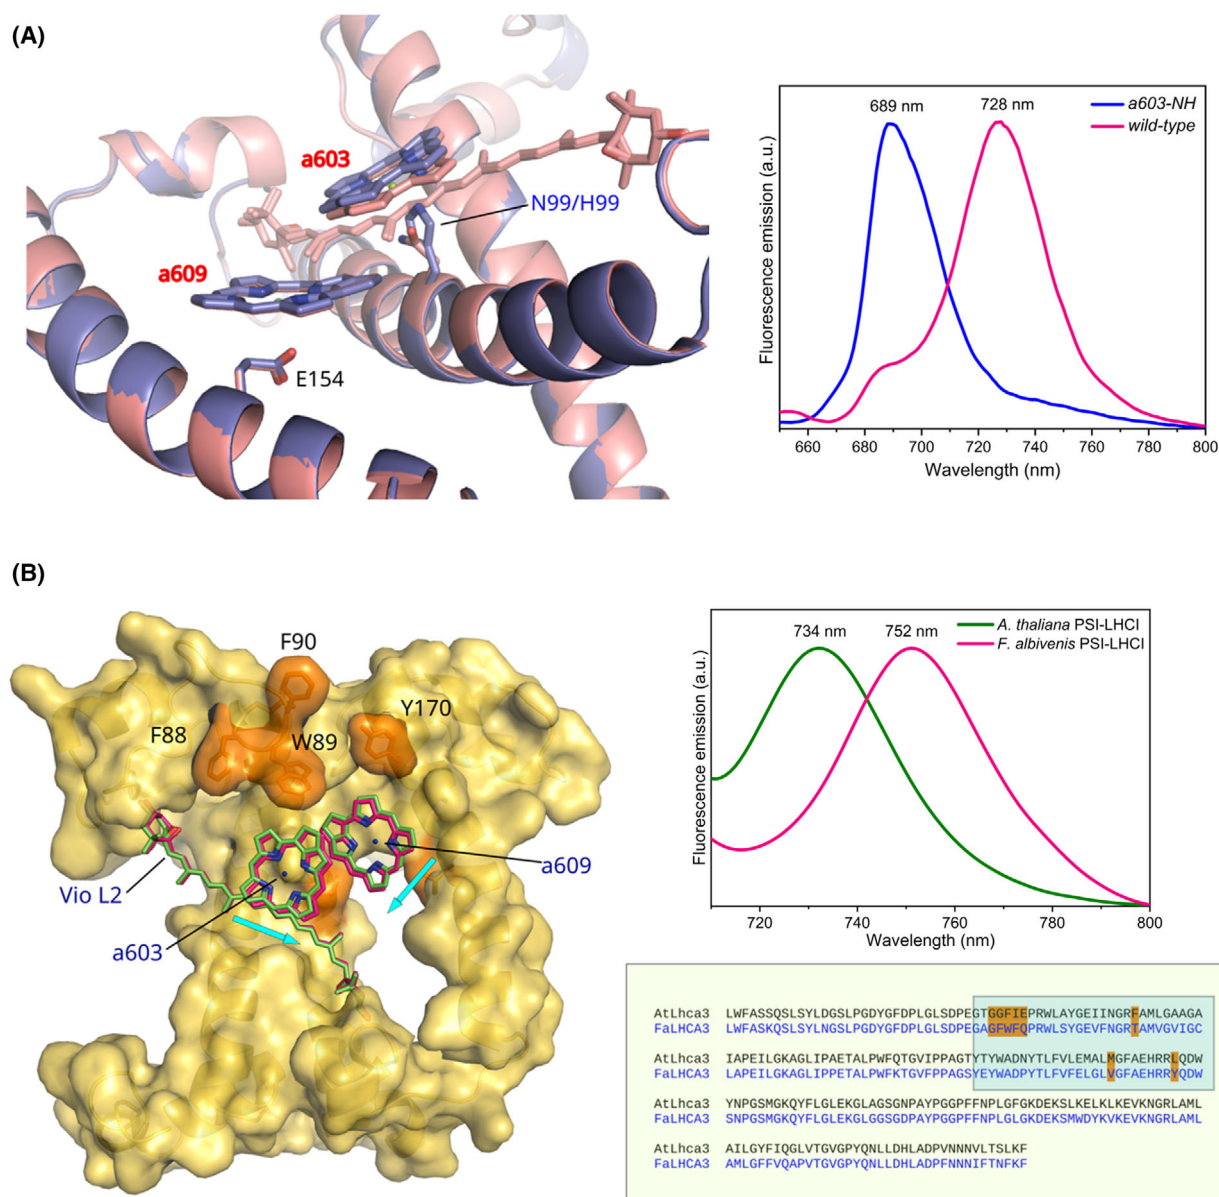 (A)
a603
N99/H99
a609
E154
689 nm
728 nm
a603-NH
wild-type
Fluorescence emission (a.u.)
660 680 700 720 740 760 780 800
Wavelength (nm)
(B)
F90
F88
W89
Y170
Vio L2
a603
a609
734 nm
752 nm
A. thaliana PSI-LHCI
F. albivenis PSI-LHCI
Fluorescence emission (a.u.)
720 740 760 780 800
Wavelength (nm)
AtLhca3 LWFASSQSLSYLDGSLPGDYGFDPLGLSDPEGTGGFIEPRWLAYGEIINGRFAMLGAAGA
FaLHCA3 LWFASKQSLSYLNGSLPGDYGFDPLGLSDPEGAGFWFQPRWLSYGEVFNGRTAMVGVIGC
AtLhca3 IAPEILGKAGLIPAETALPWFQTGVIPPAGTYTYWADNYTLFVLEMALMGFAEHRRLQDW
FaLHCA3 LAPEILGKAGLIPPETALPWFKTGVFPPAGSYEYWADPYTLFVFELGLVGFAEHRRYQDW
AtLhca3 YNPGSMGKQYFLGLEKGLAGSGNPAYPGGPFFNPLGFGKDEKSLKELKLKEVKNGRLAML
FaLHCA3 SNPGSMGKQYFLGLEKGLGGSGDPAYPGGPFFNPLGLGKDEKSMWDYKVKEVKNGRLAML
AtLhca3 AILGYFIQGLVTGVGPYQNLLDHLADPVNNNVLTSLKF
FaLHCA3 AMLGFFVQAPVTGVGPYQNLLDHLADPFNNNIFTNFKF